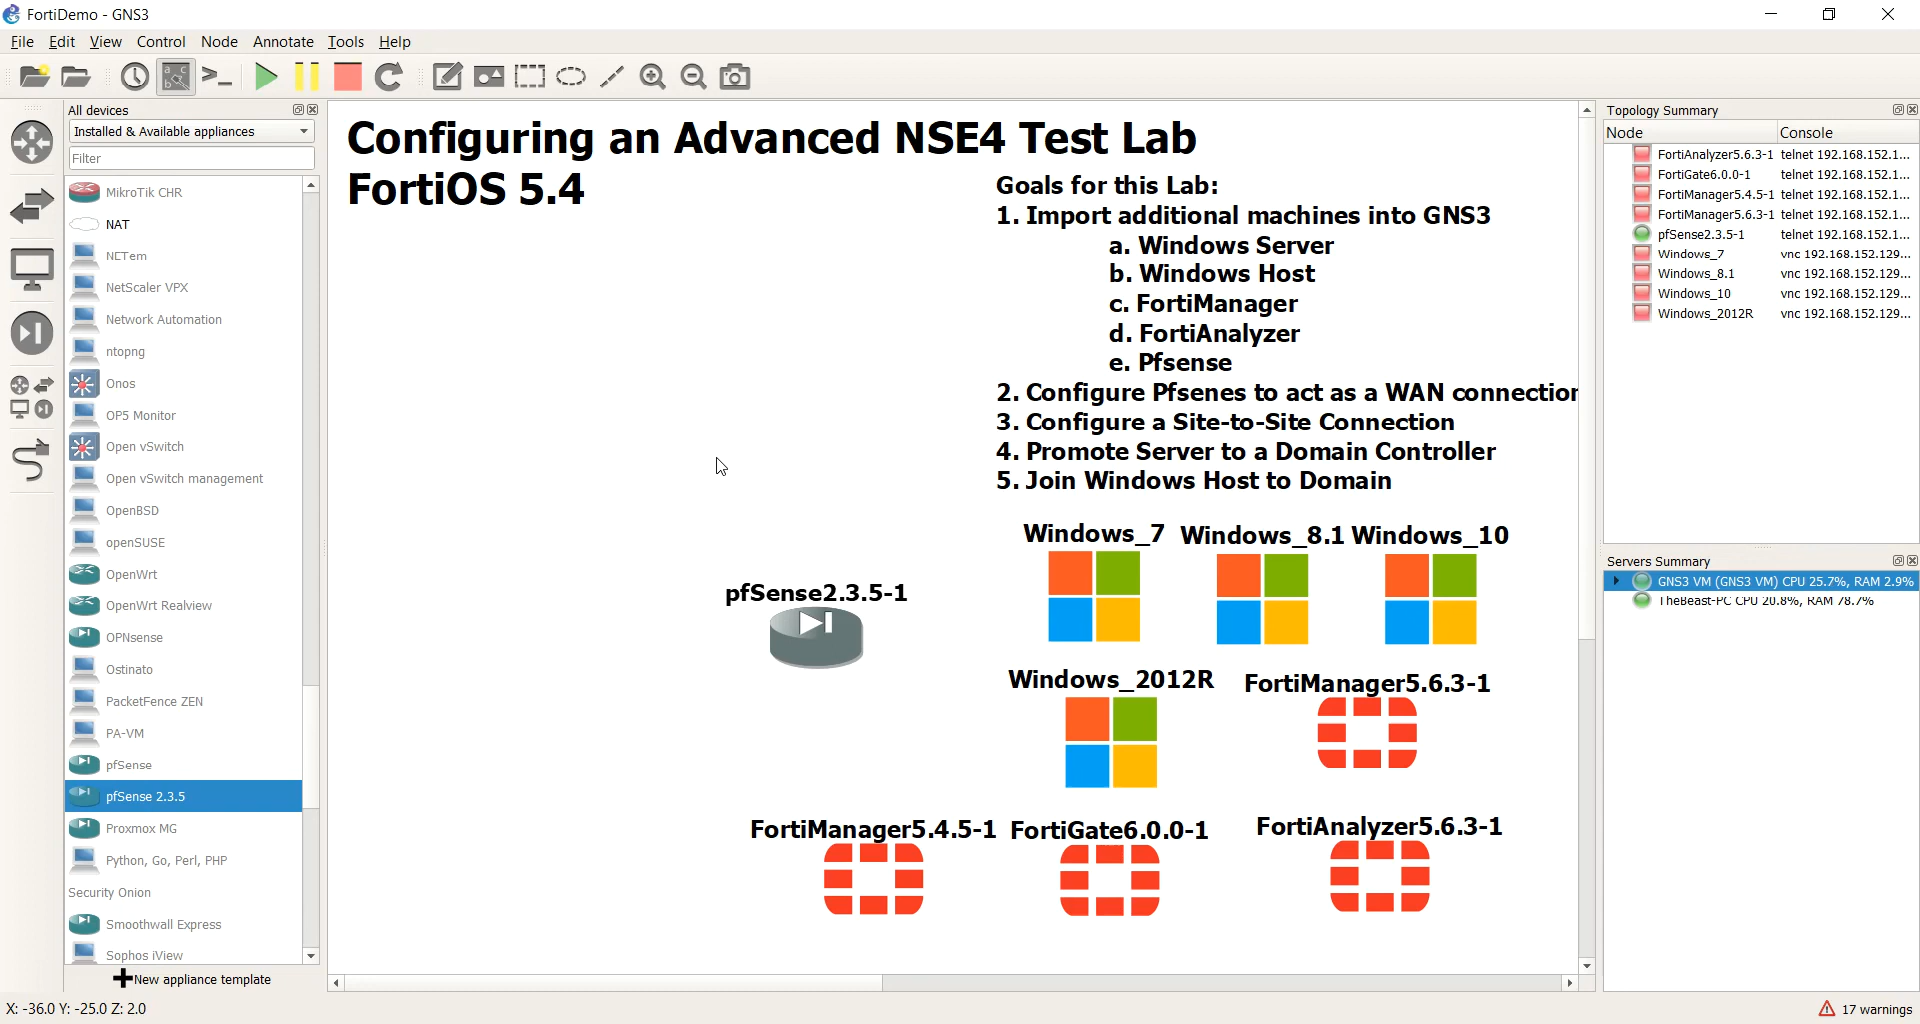 FortiDemo - GNS3
File Edit View Control Node Annotate Tools Help
All devices
Installed & Available appliances
Filter
MikroTik CHR
NAT
NETem
NetScaler VPX
Network Automation
ntopng
Onos
OP5 Monitor
Open vSwitch
Open vSwitch management
OpenBSD
openSUSE
OpenWrt
OpenWrt Realview
OPNsense
Ostinato
PacketFence ZEN
PA-VM
pfSense
pfSense 2.3.5
Proxmox MG
Python, Go, Perl, PHP
Security Onion
Smoothwall Express
Sophos iView
New appliance template
Configuring an Advanced NSE4 Test Lab
FortiOS 5.4
Goals for this Lab:
1. Import additional machines into GNS3
a. Windows Server
b. Windows Host
c. FortiManager
d. FortiAnalyzer
e. Pfsense
2. Configure Pfsenes to act as a WAN connection
3. Configure a Site-to-Site Connection
4. Promote Server to a Domain Controller
5. Join Windows Host to Domain
Windows_7 Windows_8.1 Windows_10
pfSense2.3.5-1
Windows_2012R FortiManager5.6.3-1
FortiManager5.4.5-1 FortiGate6.0.0-1 FortiAnalyzer5.6.3-1
Topology Summary
Node Console
FortiAnalyzer5.6.3-1 telnet 192.168.152.1...
FortiGate6.0.0-1 telnet 192.168.152.1...
FortiManager5.4.5-1 telnet 192.168.152.1...
FortiManager5.6.3-1 telnet 192.168.152.1...
pfSense2.3.5-1 telnet 192.168.152.1...
Windows_7 vnc 192.168.152.129...
Windows_8.1 vnc 192.168.152.129...
Windows_10 vnc 192.168.152.129...
Windows_2012R vnc 192.168.152.129...
Servers Summary
GNS3 VM (GNS3 VM) CPU 25.7%, RAM 2.9%
TheBeast-PC CPU 20.8%, RAM 78.7%
X: -36.0 Y: -25.0 Z: 2.0
17 warnings